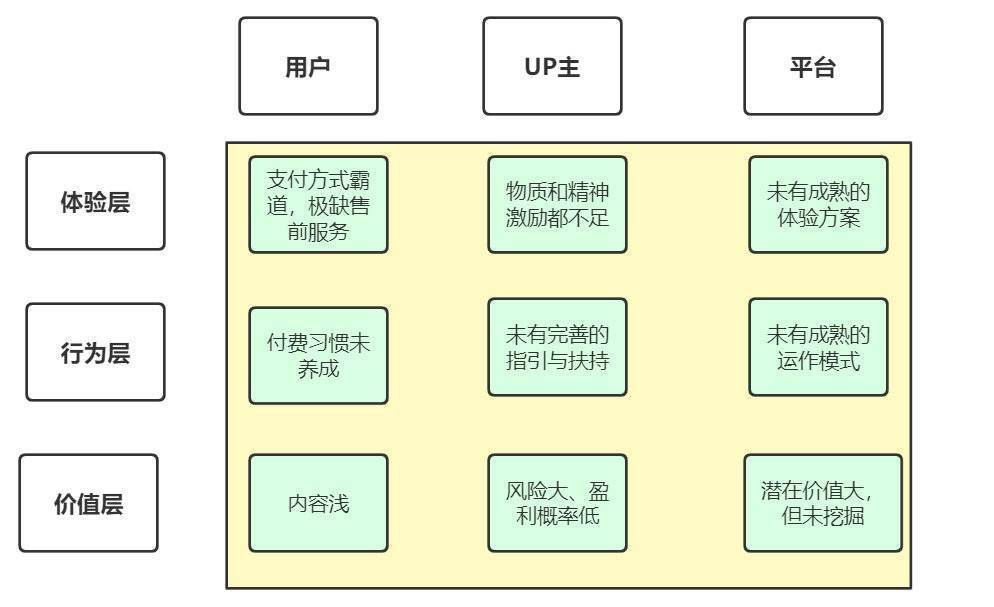 用户
UP主
平台
体验层
支付方式霸
道，极缺售
前服务
物质和精神
激励都不足
未有成熟的
体验方案
行为层
付费习惯未
养成
未有完善的
指引与扶持
未有成熟的
运作模式
价值层
内容浅
风险大、盈
利概率低
潜在价值大，
但未挖掘